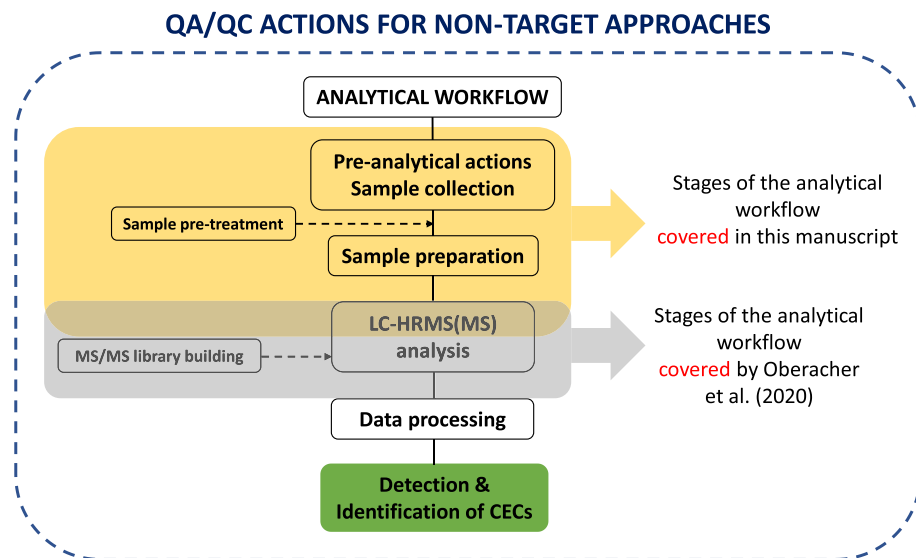 QA/QC ACTIONS FOR NON-TARGET APPROACHES
ANALYTICAL WORKFLOW
Pre-analytical actions
Sample collection
Sample pre-treatment
Sample preparation
Stages of the analytical
workflow
covered in this manuscript
LC-HRMS(MS)
analysis
MS/MS library building
Stages of the analytical
workflow
covered by Oberacher
et al. (2020)
Data processing
Detection &
Identification of CECs